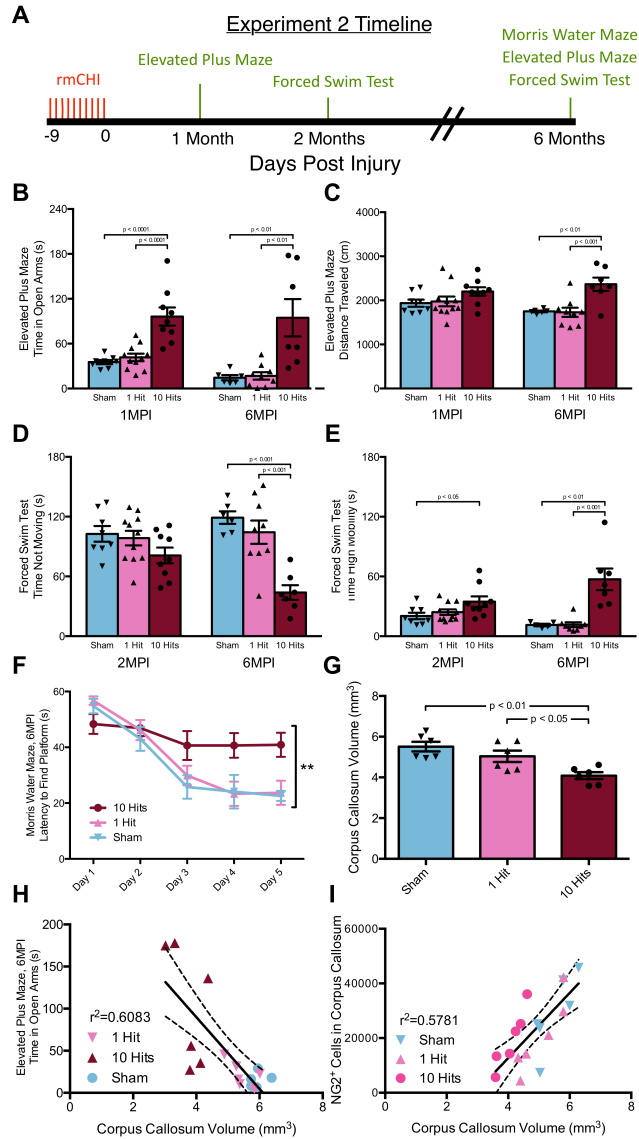 A
Experiment 2 Timeline
Morris Water Maze
Elevated Plus Maze
Elevated Plus Maze
Forced Swim Test
Forced Swim Test
rmCHI
-9
0
1 Month
2 Months
6 Months
Days Post Injury
B
Elevated Plus Maze
Time in Open Arms (s)
240
180
120
60
0
p < 0.0001
p < 0.0001
p < 0.01
p < 0.01
Sham
1 Hit
10 Hits
Sham
1 Hit
10 Hits
1MPI
6MPI
C
Elevated Plus Maze
Distance Traveled (cm)
4000
3000
2000
1000
0
p < 0.01
p < 0.001
Sham
1 Hit
10 Hits
Sham
1 Hit
10 Hits
1MPI
6MPI
D
Forced Swim Test
Time Not Moving (s)
180
120
60
0
p < 0.001
p < 0.001
Sham
1 Hit
10 Hits
Sham
1 Hit
10 Hits
2MPI
6MPI
E
Forced Swim Test
Time High Mobility (s)
180
120
60
0
p < 0.05
p < 0.01
p < 0.001
Sham
1 Hit
10 Hits
Sham
1 Hit
10 Hits
2MPI
6MPI
F
Morris Water Maze, 6MPI
Latency to Find Platform (s)
60
40
20
0
**
10 Hits
1 Hit
Sham
Day 1
Day 2
Day 3
Day 4
Day 5
G
Corpus Callosum Volume (mm³)
8
6
4
2
0
p < 0.01
p < 0.05
Sham
1 Hit
10 Hits
H
Elevated Plus Maze, 6MPI
Time in Open Arms (s)
200
150
100
50
0
r²=0.6083
1 Hit
10 Hits
Sham
0
2
4
6
8
Corpus Callosum Volume (mm³)
I
NG2⁺ Cells in Corpus Callosum
60000
40000
20000
0
r²=0.5781
Sham
1 Hit
10 Hits
0
2
4
6
8
Corpus Callosum Volume (mm³)